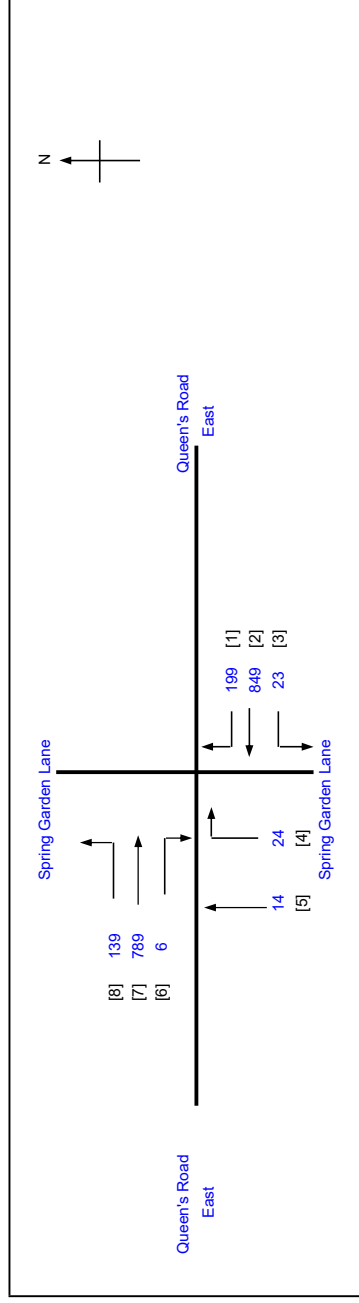 N
Spring Garden Lane
Queen's Road
East
[8] 139
[7] 789
[6] 6
199 [1]
849 [2]
23 [3]
14
[5]
24
[4]
Queen's Road
East
Spring Garden Lane